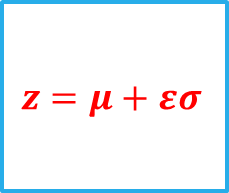 z = μ + εσ